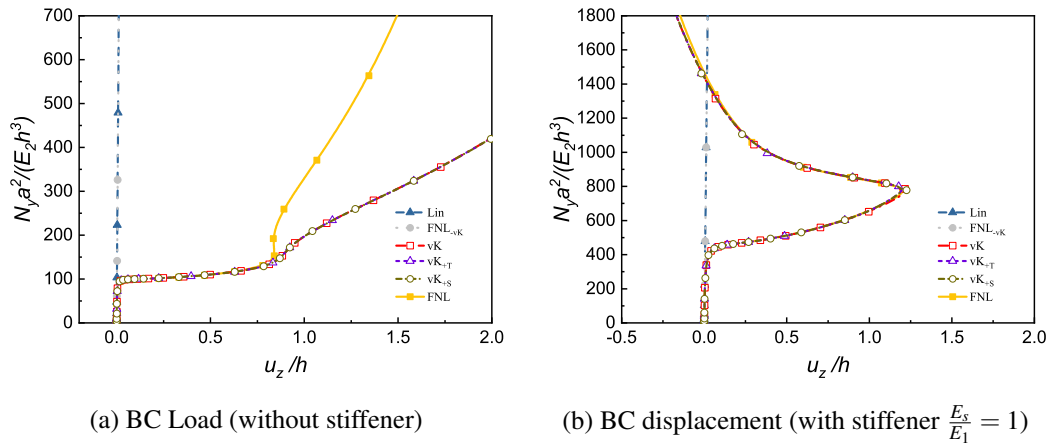 700
600
500
400
300
200
100
0
0.0
0.5
1.0
1.5
2.0
N_y a^2/(E_2 h^3)
u_z /h
Lin
FNL_-vK
vK
vK_+T
vK_+S
FNL
(a) BC Load (without stiffener)
1800
1600
1400
1200
1000
800
600
400
200
0
-0.5
0.0
0.5
1.0
1.5
2.0
N_y a^2/(E_2 h^3)
u_z /h
Lin
FNL_-vK
vK
vK_+T
vK_+S
FNL
(b) BC displacement (with stiffener E_s/E_1 = 1)